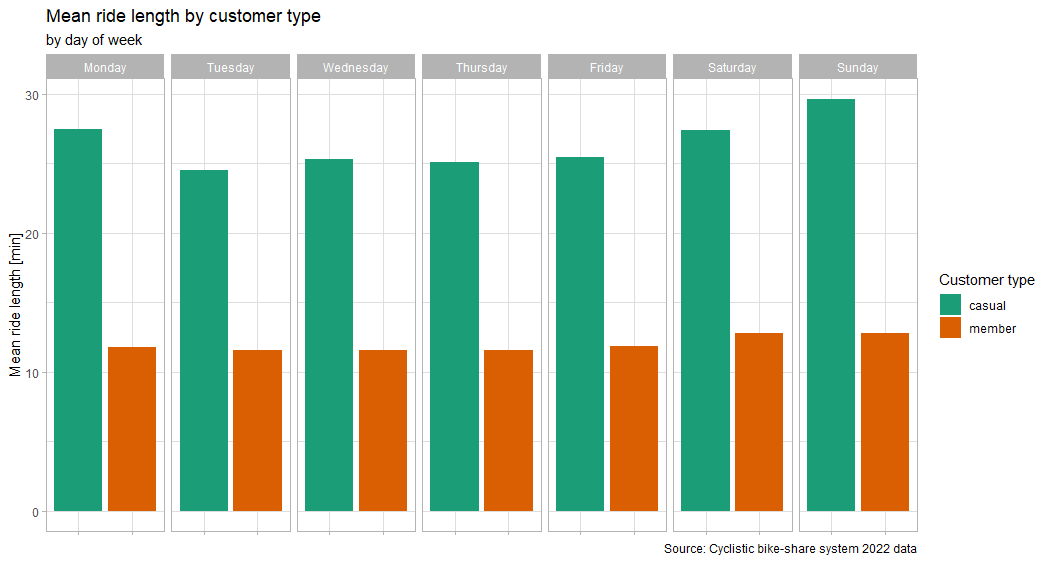 Mean ride length by customer type
by day of week
Monday Tuesday Wednesday Thursday Friday Saturday Sunday
30
20
10
0
Mean ride length [min]
Customer type
casual
member
Source: Cyclistic bike-share system 2022 data